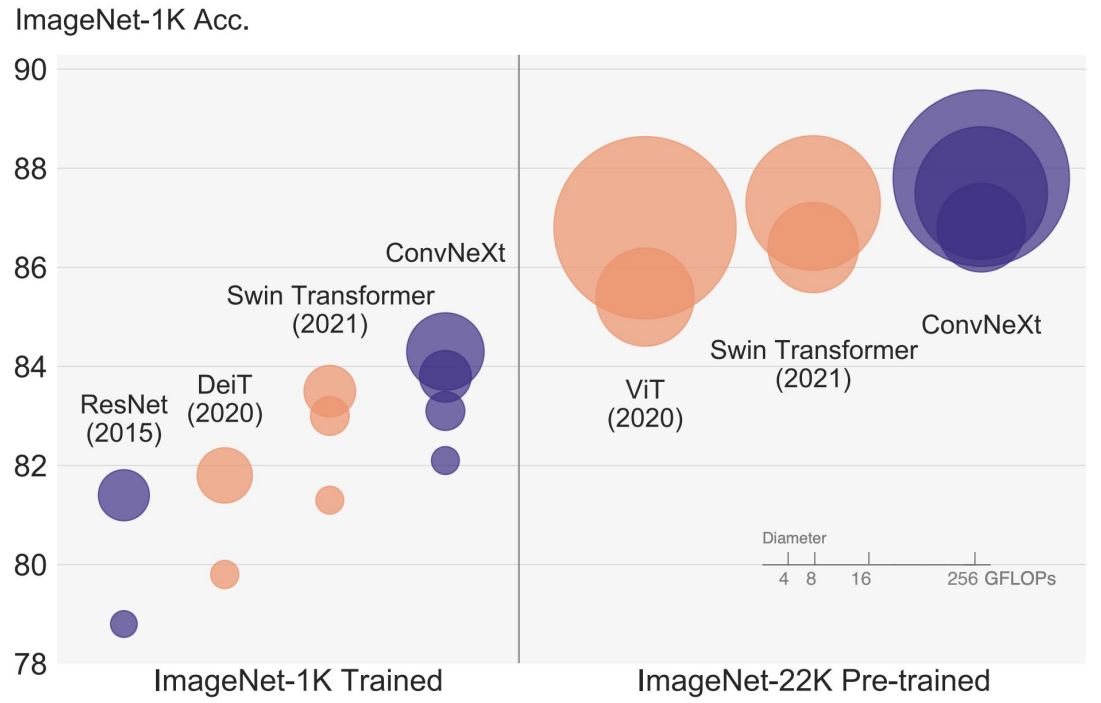 ImageNet-1K Acc.
90
88
86
84
82
80
78
ConvNeXt
Swin Transformer
(2021)
DeiT
(2020)
ResNet
(2015)
ViT
(2020)
Swin Transformer
(2021)
ConvNeXt
Diameter
4 8 16 256 GFLOPs
ImageNet-1K Trained
ImageNet-22K Pre-trained